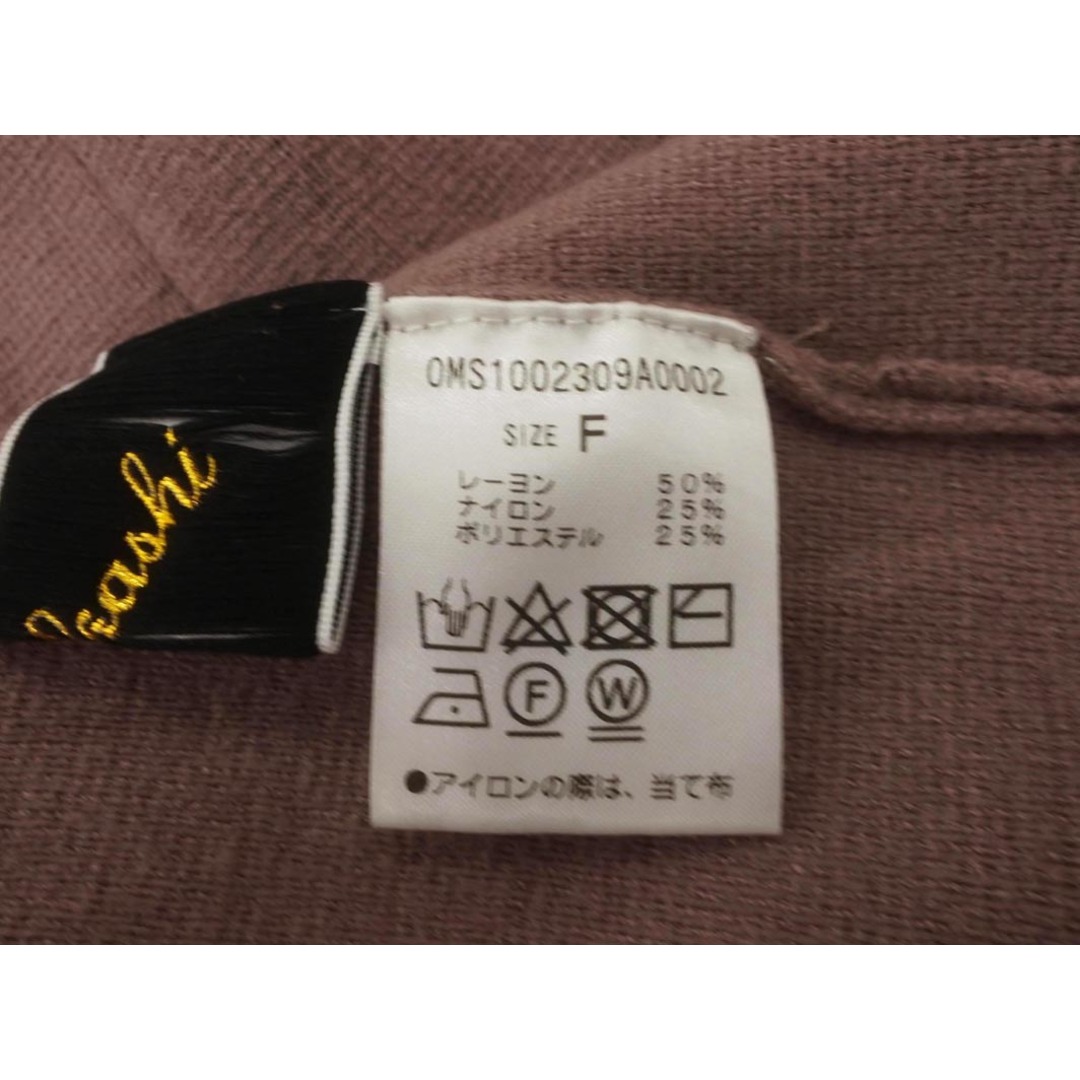 0MS1002309A0002
SIZE F
レーヨン 50%
ナイロン 25%
ポリエステル 25%
F W
●アイロンの際は、当て布